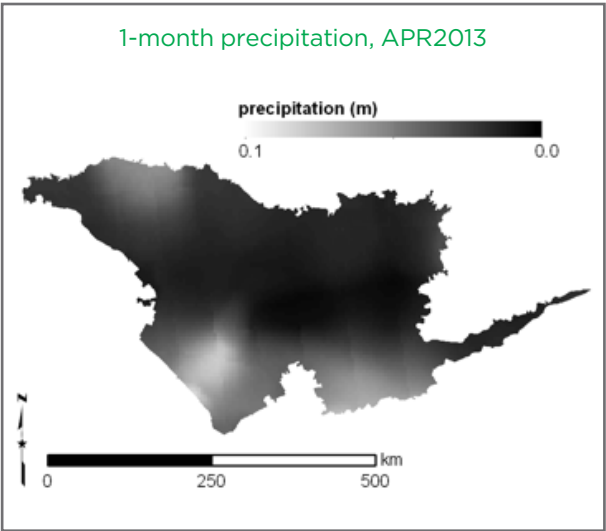 1-month precipitation, APR2013
precipitation (m)
0.1 0.0
N
km
0 250 500